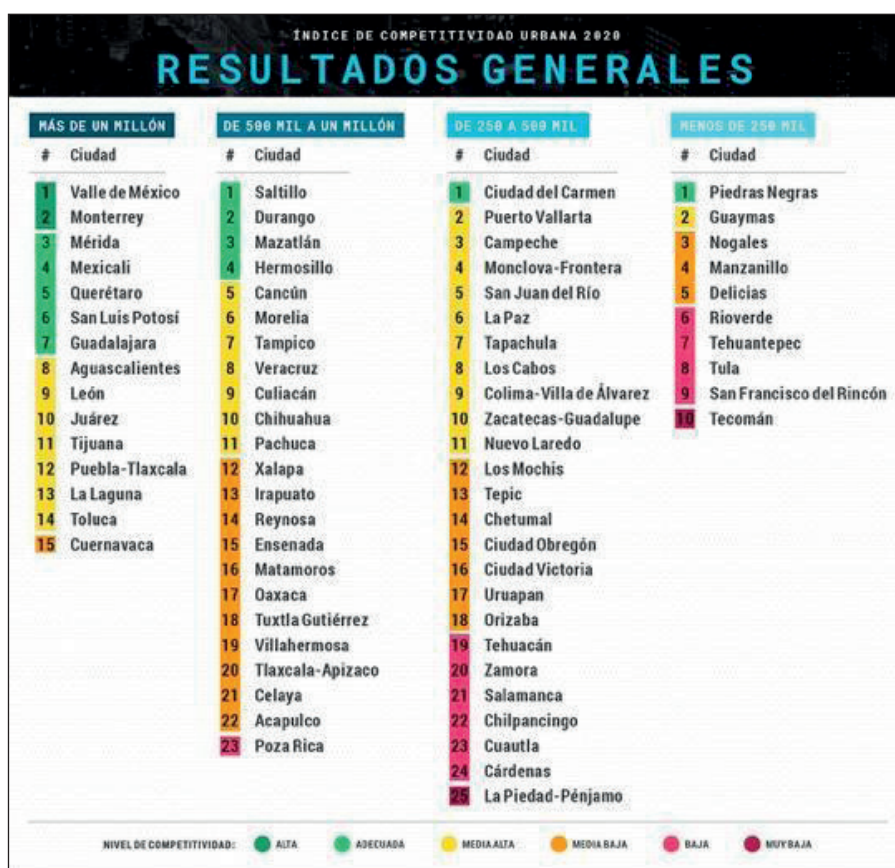 ÍNDICE DE COMPETITIVIDAD URBANA 2020
RESULTADOS GENERALES
MÁS DE UN MILLÓN
# Ciudad
1 Valle de México
2 Monterrey
3 Mérida
4 Mexicali
5 Querétaro
6 San Luis Potosí
7 Guadalajara
8 Aguascalientes
9 León
10 Juárez
11 Tijuana
12 Puebla-Tlaxcala
13 La Laguna
14 Toluca
15 Cuernavaca
DE 500 MIL A UN MILLÓN
# Ciudad
1 Saltillo
2 Durango
3 Mazatlán
4 Hermosillo
5 Cancún
6 Morelia
7 Tampico
8 Veracruz
9 Culiacán
10 Chihuahua
11 Pachuca
12 Xalapa
13 Irapuato
14 Reynosa
15 Ensenada
16 Matamoros
17 Oaxaca
18 Tuxtla Gutiérrez
19 Villahermosa
20 Tlaxcala-Apizaco
21 Celaya
22 Acapulco
23 Poza Rica
DE 250 A 500 MIL
# Ciudad
1 Ciudad del Carmen
2 Puerto Vallarta
3 Campeche
4 Monclova-Frontera
5 San Juan del Río
6 La Paz
7 Tapachula
8 Los Cabos
9 Colima-Villa de Álvarez
10 Zacatecas-Guadalupe
11 Nuevo Laredo
12 Los Mochis
13 Tepic
14 Chetumal
15 Ciudad Obregón
16 Ciudad Victoria
17 Uruapan
18 Orizaba
19 Tehuacán
20 Zamora
21 Salamanca
22 Chilpancingo
23 Cuautla
24 Cárdenas
25 La Piedad-Pénjamo
MENOS DE 250 MIL
# Ciudad
1 Piedras Negras
2 Guaymas
3 Nogales
4 Manzanillo
5 Delicias
6 Rioverde
7 Tehuantepec
8 Tula
9 San Francisco del Rincón
10 Tecomán
NIVEL DE COMPETITIVIDAD: ALTA ADECUADA MEDIA ALTA MEDIA BAJA BAJA MUY BAJA